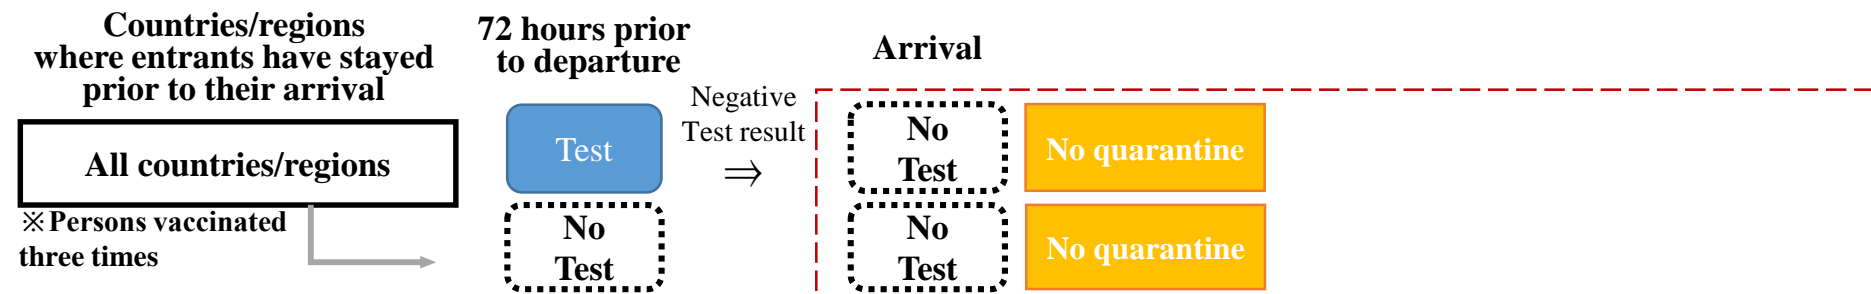 Countries/regions
where entrants have stayed
prior to their arrival
72 hours prior
to departure
Arrival
All countries/regions
Test
Negative
Test result
⇒
No
Test
No quarantine
※Persons vaccinated
three times
No
Test
No
Test
No quarantine